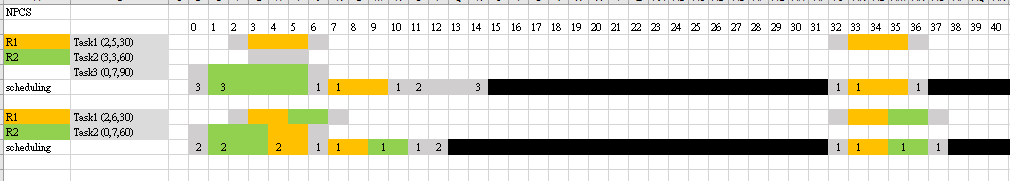 NPCS
0 1 2 3 4 5 6 7 8 9 10 11 12 13 14 15 16 17 18 19 20 21 22 23 24 25 26 27 28 29 30 31 32 33 34 35 36 37 38 39 40
R1 Task1 (2,5,30)
R2 Task2 (3,3,60)
Task3 (0,7,90)
scheduling 3 3 1 1 1 2 3 1 1 1
R1 Task1 (2,6,30)
R2 Task2 (0,7,60)
scheduling 2 2 2 1 1 1 1 2 1 1 1 1